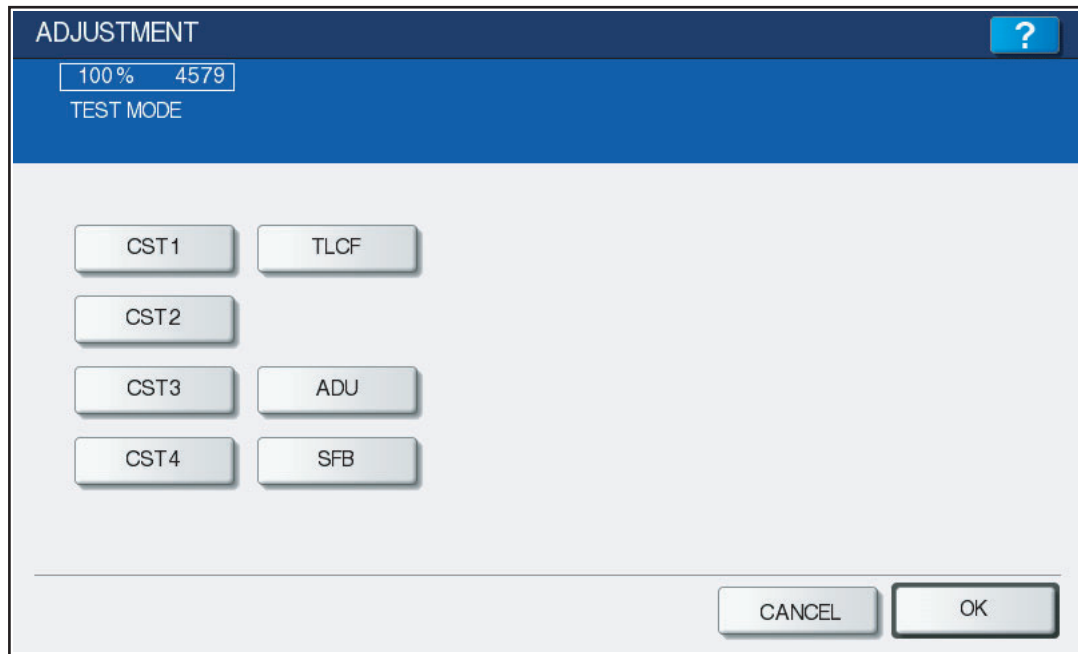 ADJUSTMENT ?
100% 4579
TEST MODE
CST1 TLCF
CST2
CST3 ADU
CST4 SFB
CANCEL OK